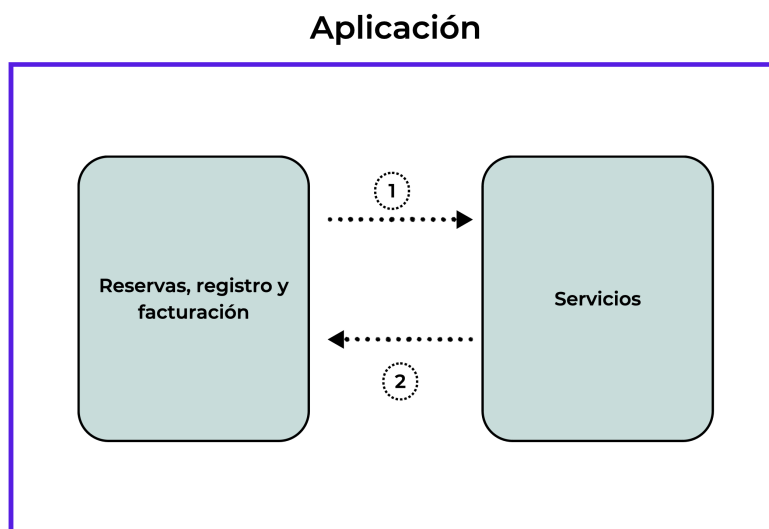 Aplicación
1
Reservas, registro y
facturación
Servicios
2